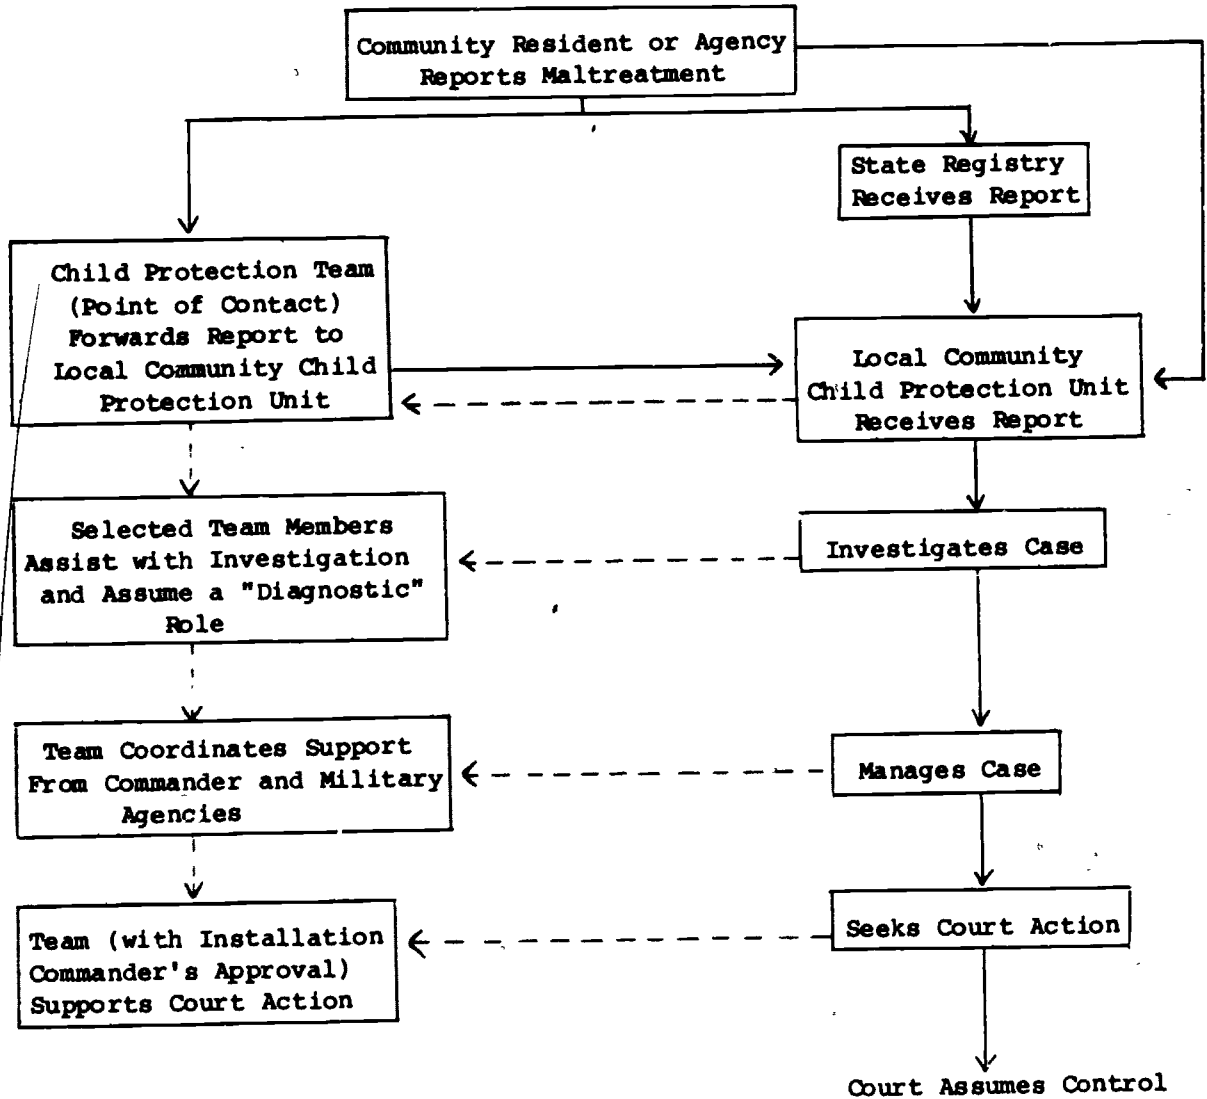 Community Resident or Agency
Reports Maltreatment
State Registry
Receives Report
Child Protection Team
(Point of Contact)
Forwards Report to
Local Community Child
Protection Unit
Local Community
Child Protection Unit
Receives Report
Selected Team Members
Assist with Investigation
and Assume a "Diagnostic"
Role
Investigates Case
Team Coordinates Support
From Commander and Military
Agencies
Manages Case
Team (with Installation
Commander's Approval)
Supports Court Action
Seeks Court Action
Court Assumes Control